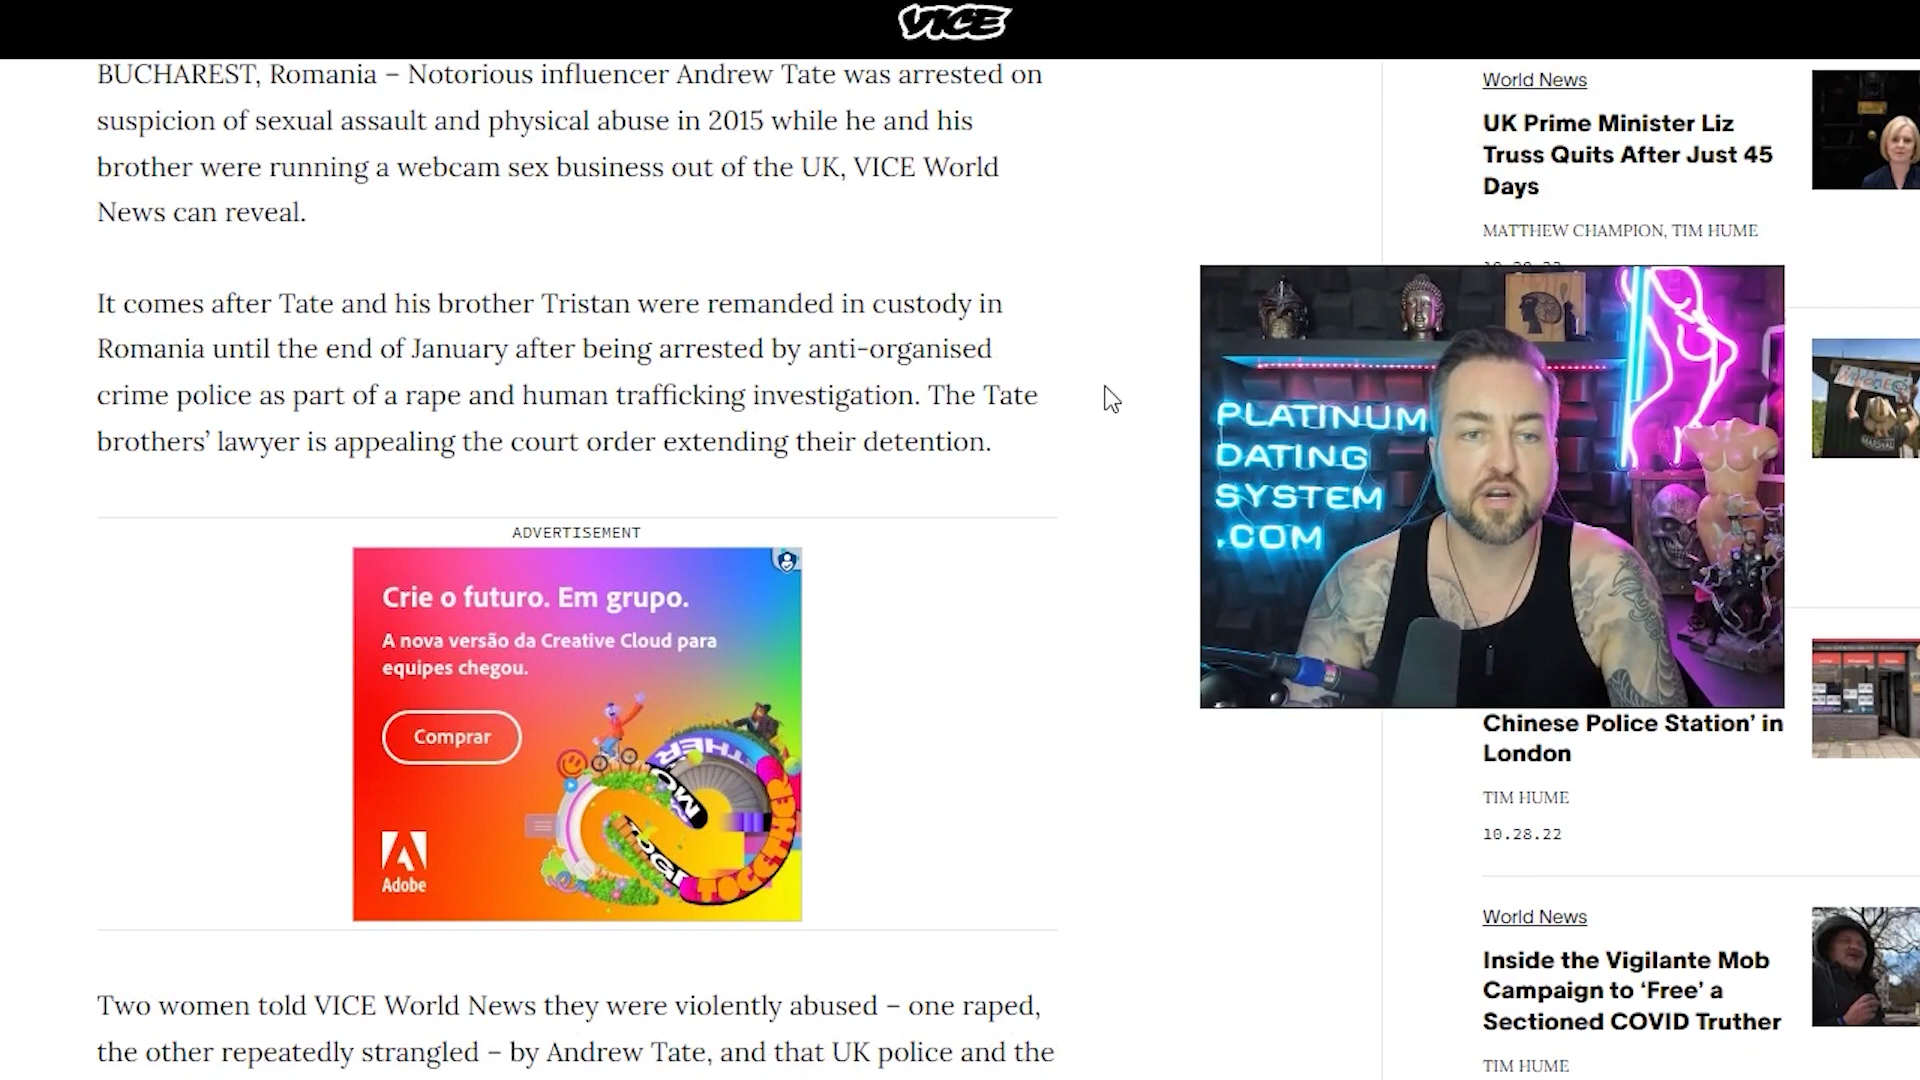 VICE
BUCHAREST, Romania – Notorious influencer Andrew Tate was arrested on
suspicion of sexual assault and physical abuse in 2015 while he and his
brother were running a webcam sex business out of the UK, VICE World
News can reveal.
It comes after Tate and his brother Tristan were remanded in custody in
Romania until the end of January after being arrested by anti-organised
crime police as part of a rape and human trafficking investigation. The Tate
brothers’ lawyer is appealing the court order extending their detention.
ADVERTISEMENT
Crie o futuro. Em grupo.
A nova versão da Creative Cloud para
equipes chegou.
Comprar
Adobe
Two women told VICE World News they were violently abused – one raped,
the other repeatedly strangled – by Andrew Tate, and that UK police and the
World News
UK Prime Minister Liz
Truss Quits After Just 45
Days
MATTHEW CHAMPION, TIM HUME
PLATINUM
DATING
SYSTEM
.COM
Chinese Police Station’ in
London
TIM HUME
10.28.22
World News
Inside the Vigilante Mob
Campaign to ‘Free’ a
Sectioned COVID Truther
TIM HUME